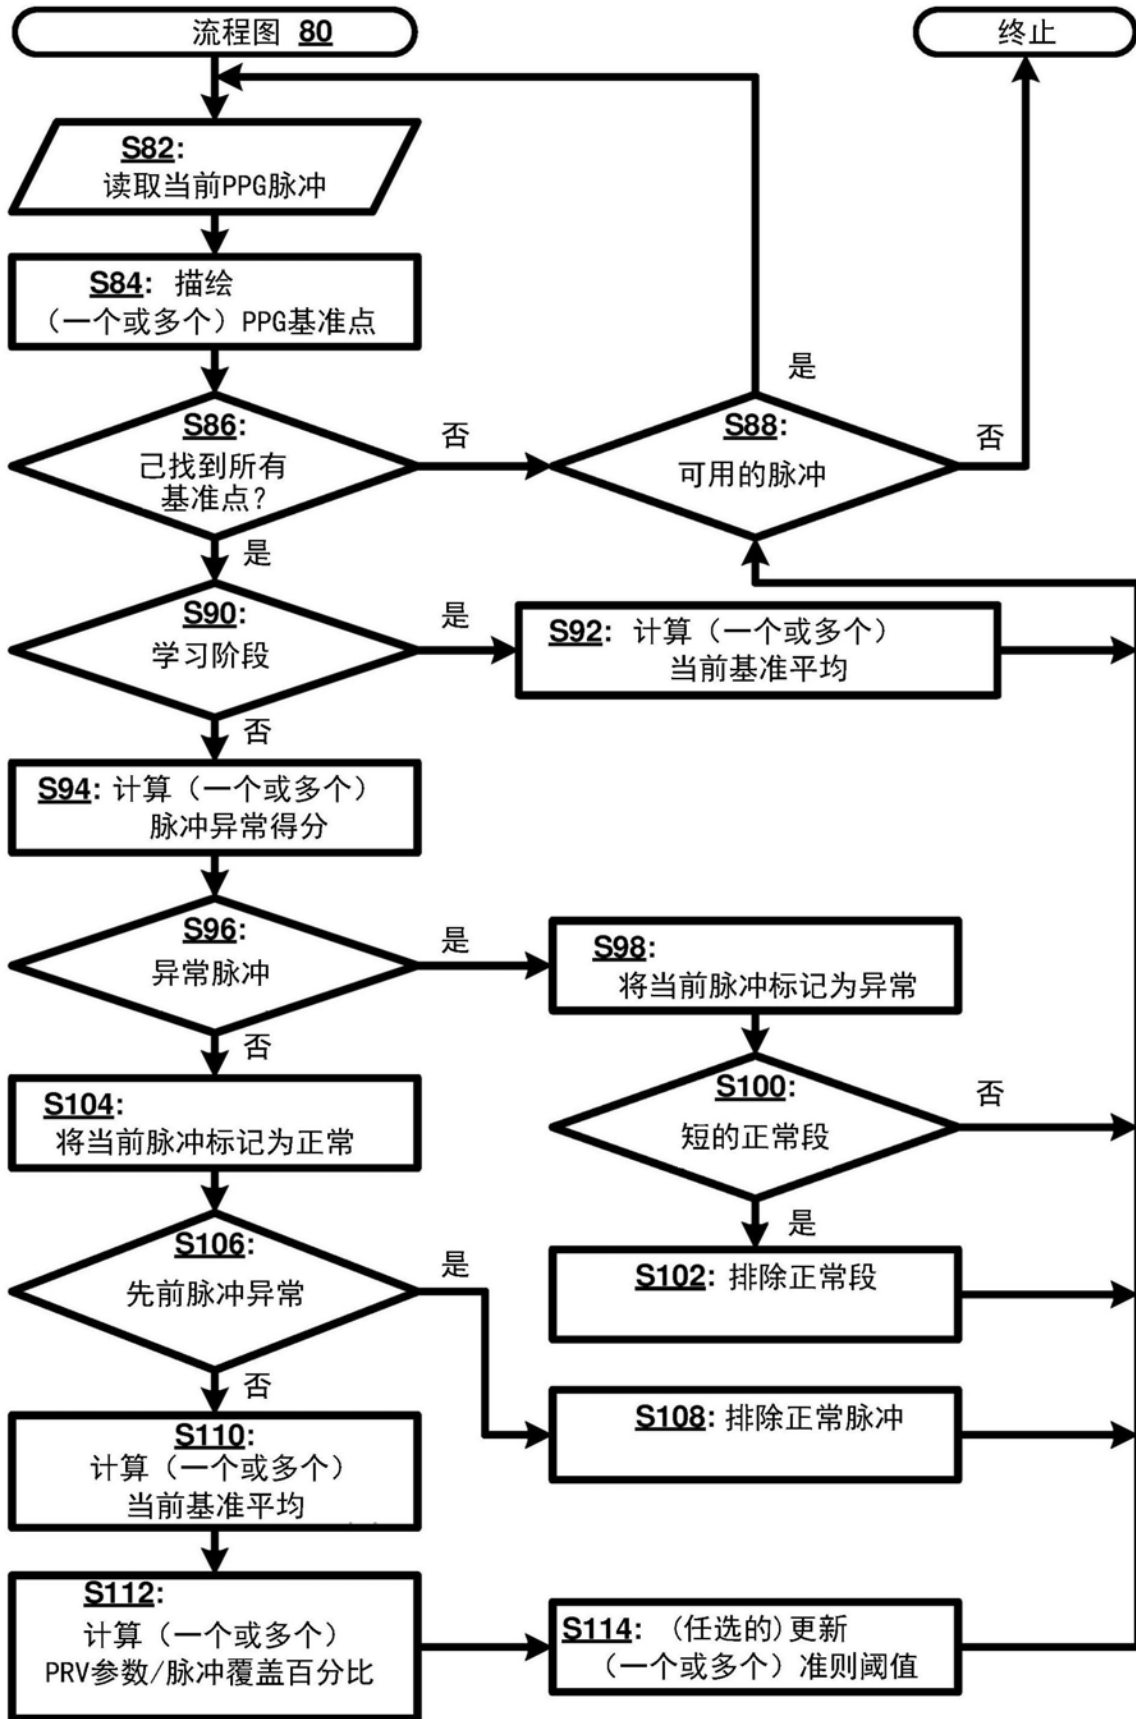 流程图 80
终止
S82:
读取当前PPG脉冲
S84: 描绘
（一个或多个）PPG基准点
是
S86:
己找到所有
基准点?
否
S88:
可用的脉冲
否
是
S90:
学习阶段
是
S92: 计算（一个或多个）
当前基准平均
否
S94: 计算（一个或多个）
脉冲异常得分
S96:
异常脉冲
是
S98:
将当前脉冲标记为异常
否
S104:
将当前脉冲标记为正常
S100:
短的正常段
否
是
S106:
先前脉冲异常
是
S102: 排除正常段
否
S108: 排除正常脉冲
S110:
计算（一个或多个）
当前基准平均
S112:
计算（一个或多个）
PRV参数/脉冲覆盖百分比
S114: (任选的)更新
（一个或多个）准则阈值